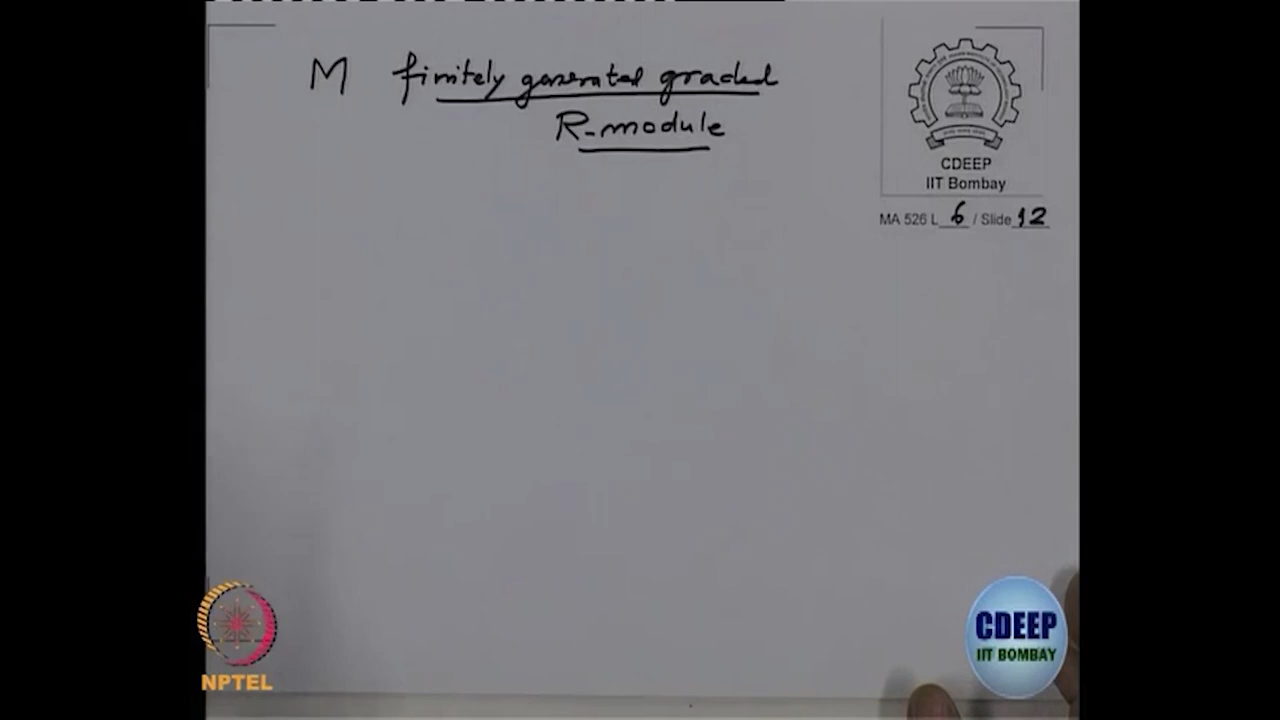 M finitely generated graded
R-module
CDEEP
IIT Bombay
MA 526 L 6 / Slide 12
NPTEL
CDEEP
IIT BOMBAY